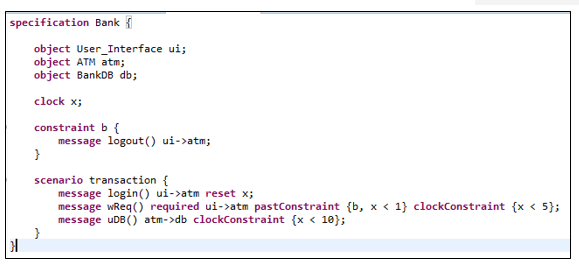 specification Bank {
object User_Interface ui;
object ATM atm;
object BankDB db;
clock x;
constraint b {
message logout() ui->atm;
}
scenario transaction {
message login() ui->atm reset x;
message wReq() required ui->atm pastConstraint {b, x < 1} clockConstraint {x < 5};
message uDB() atm->db clockConstraint {x < 10};
}
}